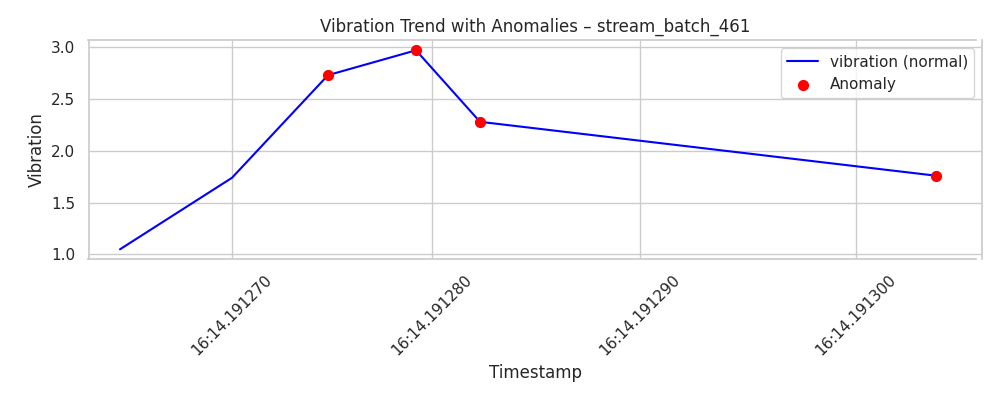 Vibration Trend with Anomalies – stream_batch_461
vibration (normal)
Anomaly
Vibration
3.0
2.5
2.0
1.5
1.0
16:14.191270
16:14.191280
16:14.191290
16:14.191300
Timestamp